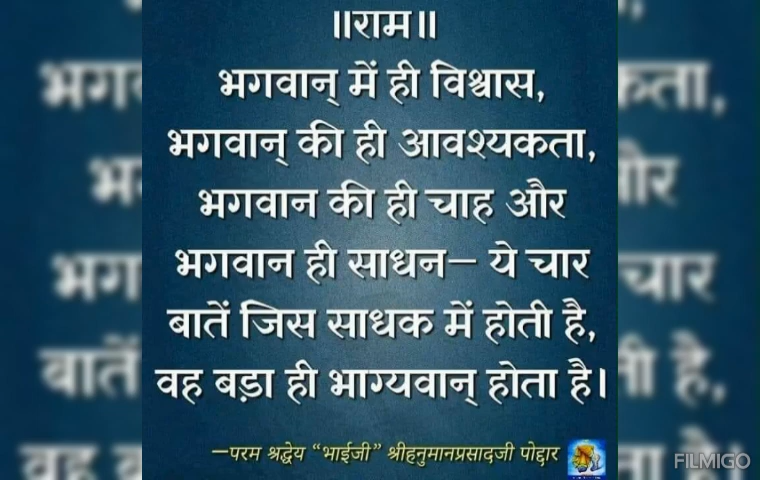 ॥राम॥
भगवान् में ही विश्वास,
भगवान् की ही आवश्यकता,
भगवान की ही चाह और
भगवान ही साधन– ये चार
बातें जिस साधक में होती है,
वह बड़ा ही भाग्यवान् होता है।
–परम श्रद्धेय “भाईजी” श्रीहनुमानप्रसादजी पोद्दार
FILMIGO